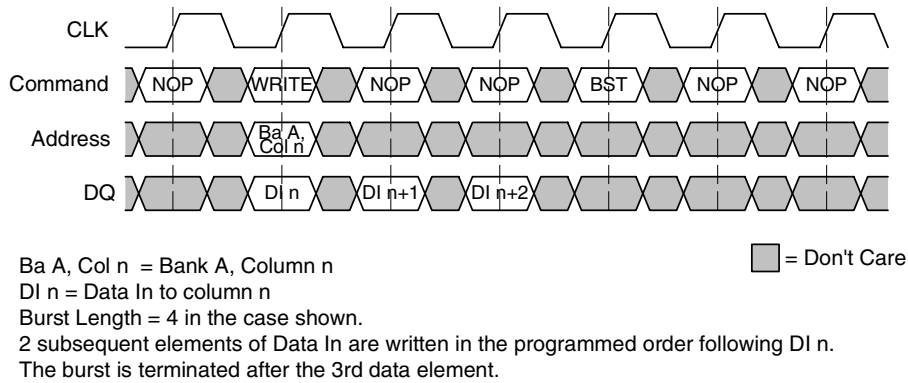 CLK
Command NOP WRITE NOP NOP BST NOP NOP
Address Ba A,
Col n
DQ DI n DI n+1 DI n+2
Ba A, Col n = Bank A, Column n
= Don't Care
DI n = Data In to column n
Burst Length = 4 in the case shown.
2 subsequent elements of Data In are written in the programmed order following DI n.
The burst is terminated after the 3rd data element.